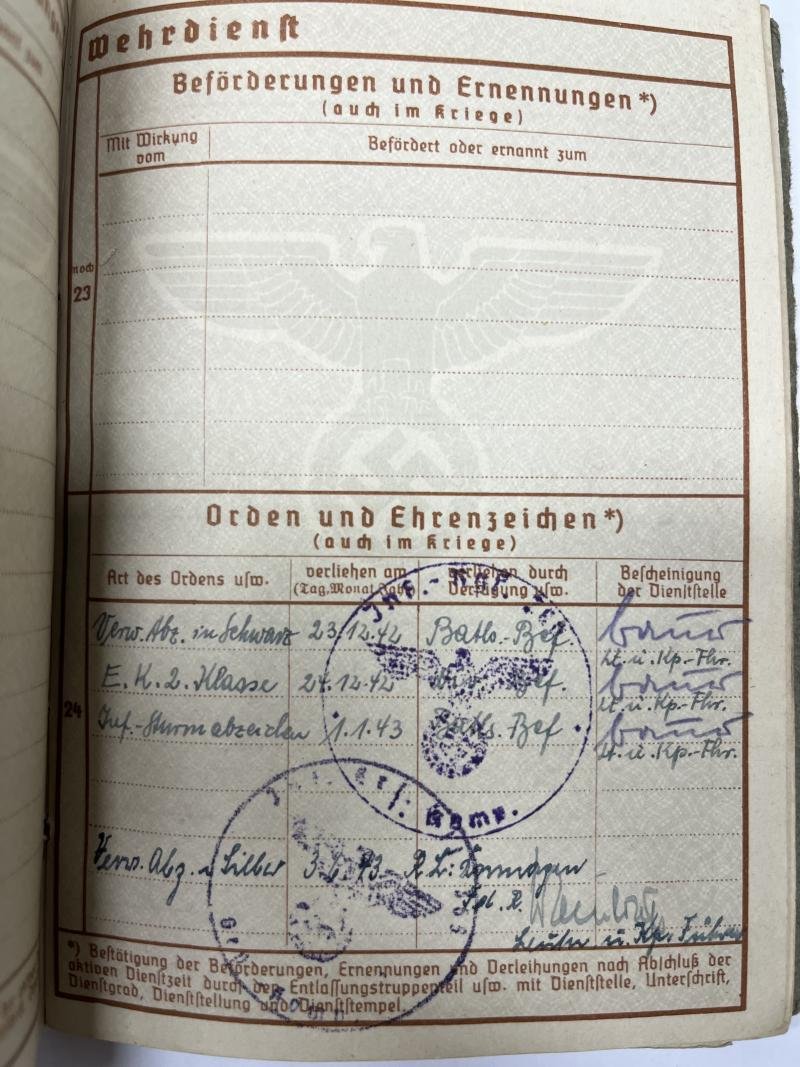 Wehrdienst
Beförderungen und Ernennungen *)
(auch im Kriege)
Mit Wirkung vom
Befördert oder ernannt zum
noch
23
Orden und Ehrenzeichen *)
(auch im Kriege)
Art des Ordens usw. verliehen am verliehen durch Bescheinigung
(Tag, Monat, Jahr) Verfügung usw. der Dienststelle
24
Verw. Abz. in Schwarz 23.12.42 Batls.-Bef.
Lt. u. Kp.-Fhr.
E. K. 2. Klasse 24.12.42 Bef.
Lt. u. Kp.-Fhr.
Inf.-Sturmabzeichen 1.1.43 Batls. Bef
Lt. u. Kp.-Fhr.
Komp.
Verw. Abz. Silber
u. Kp. Führer
*) Bestätigung der Beförderungen, Ernennungen und Verleihungen nach Abschluß der
aktiven Dienstzeit durch den Entlassungstruppenteil usw. mit Dienststelle, Unterschrift,
Dienstgrad, Dienststellung und Dienststempel.